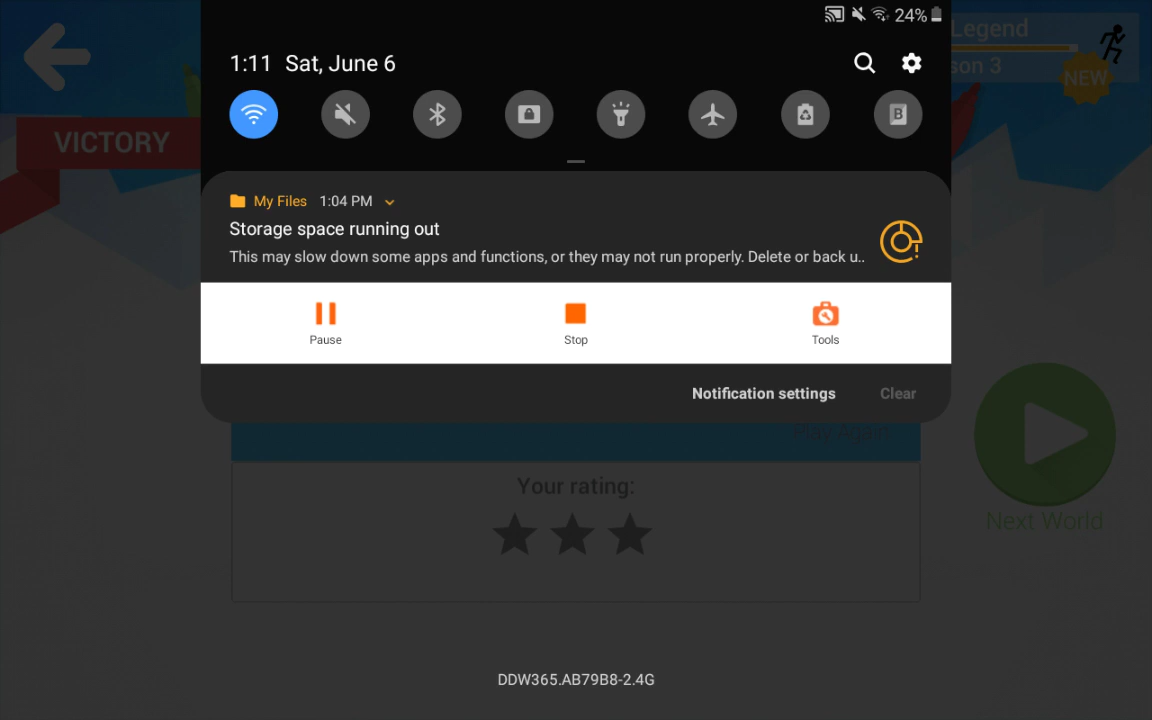 24%
Legend
son 3
NEW
1:11 Sat, June 6
VICTORY
B
My Files 1:04 PM
Storage space running out
This may slow down some apps and functions, or they may not run properly. Delete or back u..
Pause
Stop
Tools
Notification settings
Clear
Play Again
Your rating:
Next World
DDW365.AB79B8-2.4G